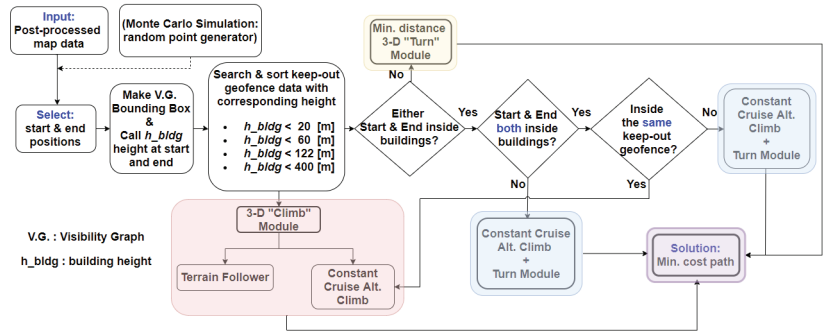 Input:
Post-processed
map data
(Monte Carlo Simulation:
random point generator)
Select:
start & end
positions
Make V.G.
Bounding Box
&
Call h_bldg
height at start
and end
Search & sort keep-out
geofence data with
corresponding height
• h_bldg < 20 [m]
• h_bldg < 60 [m]
• h_bldg < 122 [m]
• h_bldg < 400 [m]
Min. distance
3-D "Turn"
Module
No
Either
Start & End inside
buildings?
Yes
Start & End
both inside
buildings?
Yes
Inside
the same
keep-out
geofence?
No
Constant
Cruise Alt.
Climb
+
Turn Module
No
Yes
3-D "Climb"
Module
Terrain Follower
Constant
Cruise Alt.
Climb
Constant Cruise
Alt. Climb
+
Turn Module
Solution:
Min. cost path
V.G. : Visibility Graph
h_bldg : building height